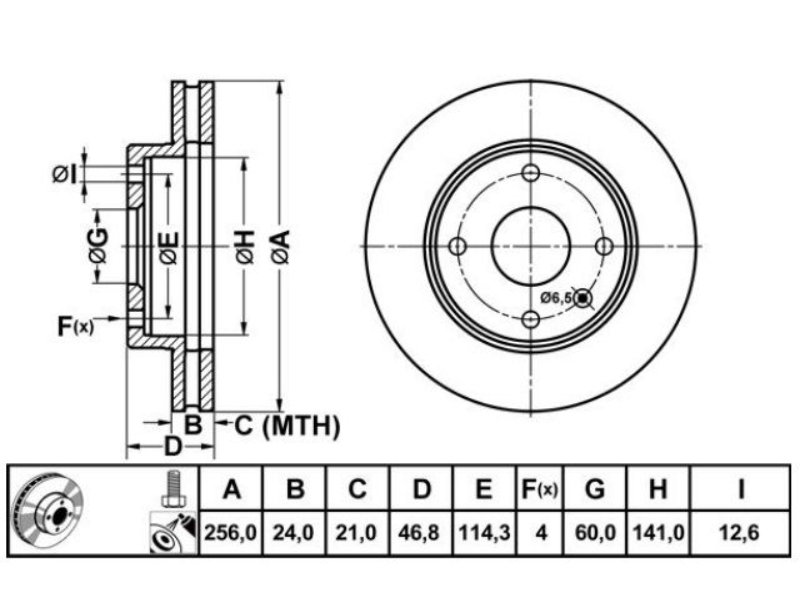 ØI
ØG
ØE
ØH
ØA
F(x)
Ø6,5
B
C (MTH)
D
A B C D E F(x) G H I
256,0 24,0 21,0 46,8 114,3 4 60,0 141,0 12,6